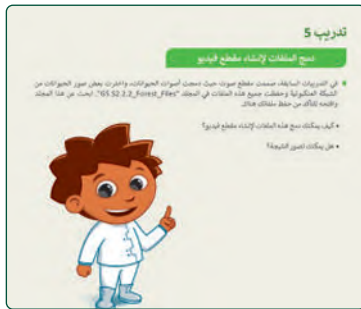 تدريب 5
دمج الملفات لإنشاء مقطع فيديو
في التدريبات السابقة، صممت مقطع صوت حيث دمجت أصوات الحيوانات، واخترت بعض صور الحيوانات من
الشبكة العنكبوتية وحفظت جميع هذه الملفات في المجلد "G5.S2.2.2_Forest_Files". ابحث عن هذا المجلد
وافتحه لتتأكد من حفظ ملفاتك هناك.
• كيف يمكنك دمج هذه الملفات لإنشاء مقطع فيديو؟
• هل يمكنك تصور النتيجة؟